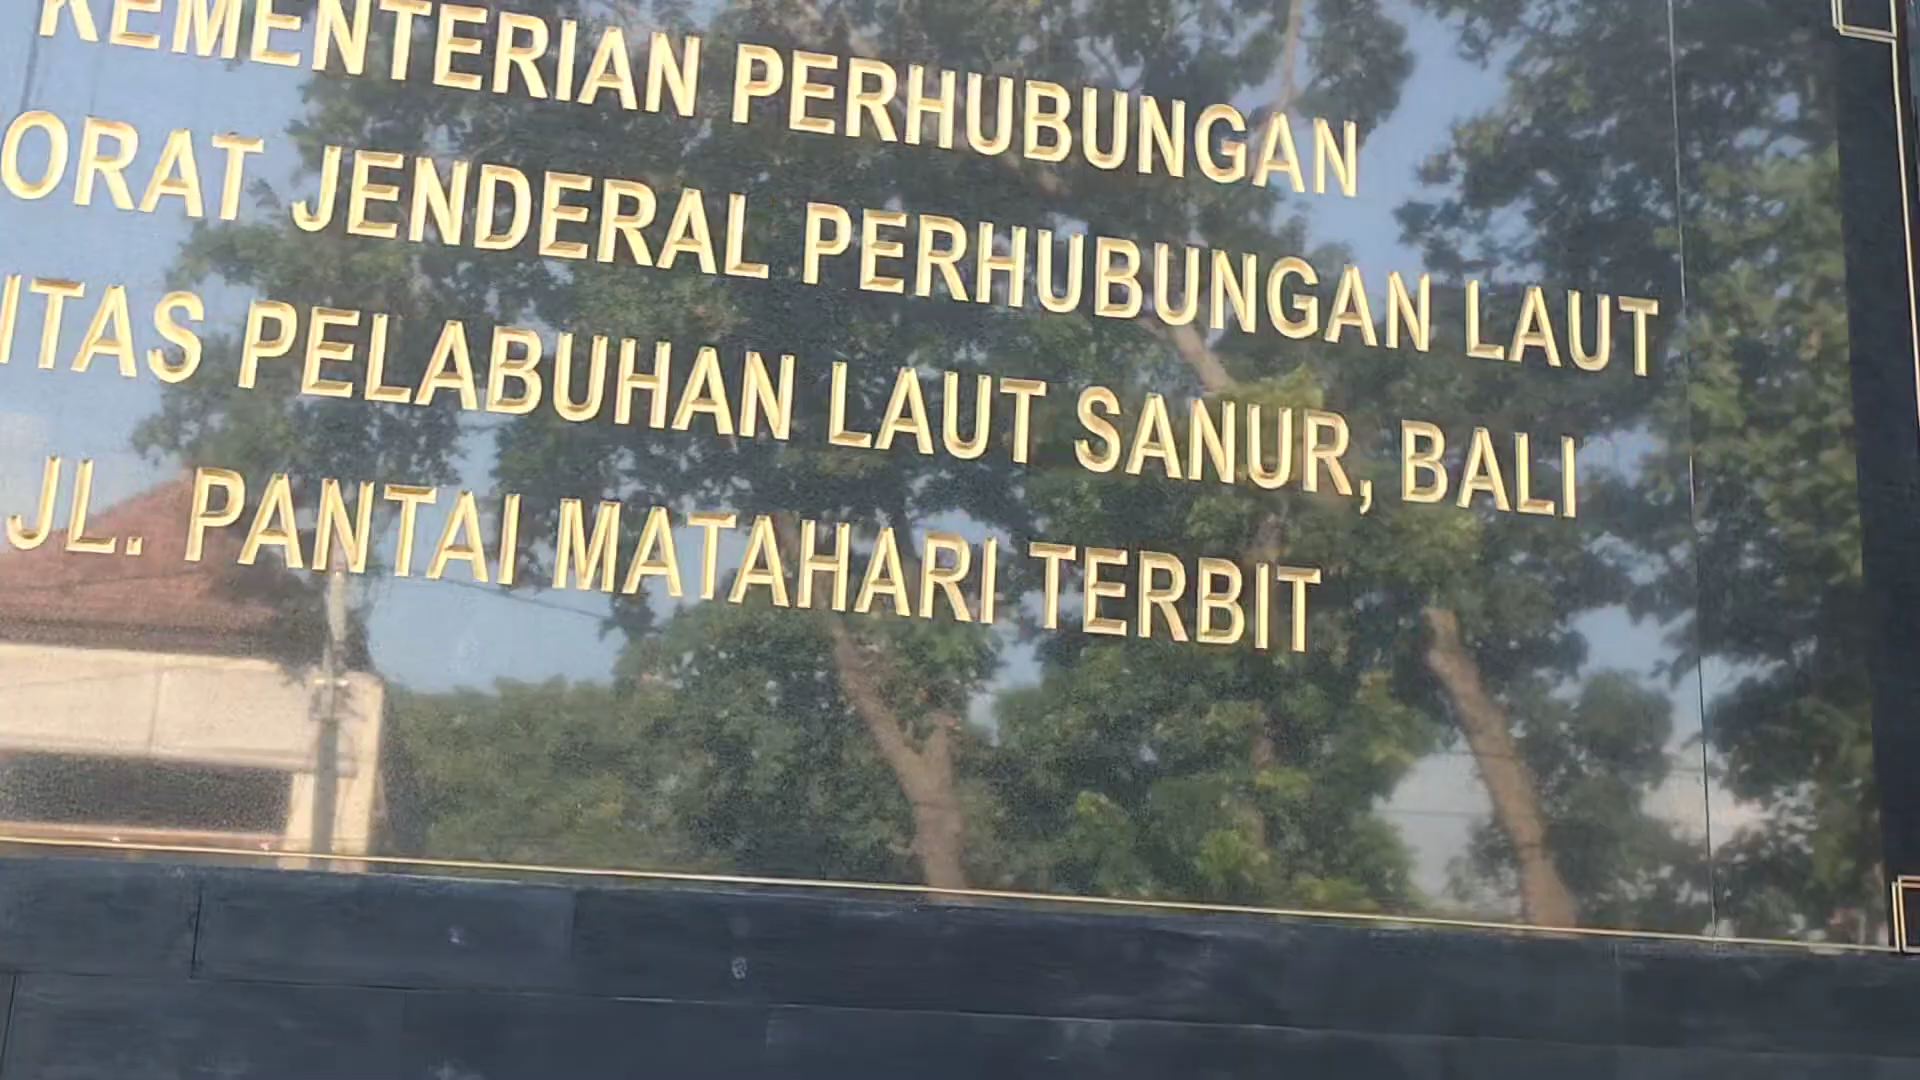 KEMENTERIAN PERHUBUNGAN
ORAT JENDERAL PERHUBUNGAN LAUT
ITAS PELABUHAN LAUT SANUR, BALI
JL. PANTAI MATAHARI TERBIT